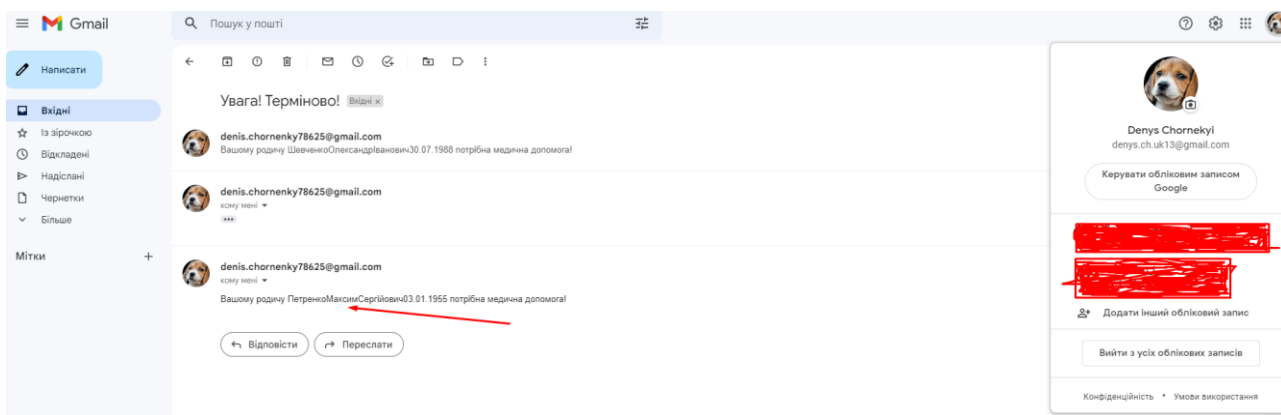 Gmail
Пошук у пошті
Написати
Вхідні
Із зірочкою
Відкладені
Надіслані
Чернетки
Більше
Мітки
Увага! Терміново! Вхідні x
denis.chornenky78625@gmail.com
Вашому родичу ШевченкоОлександрІванович30.07.1988 потрібна медична допомога!
denis.chornenky78625@gmail.com
кому мені
denis.chornenky78625@gmail.com
кому мені
Вашому родичу ПетренкоМаксимСергійович03.01.1955 потрібна медична допомога!
Відповісти
Переслати
Denys Chornekyi
denys.ch.uk13@gmail.com
Керувати обліковим записом
Google
Додати інший обліковий запис
Вийти з усіх облікових записів
Конфіденційність • Умови використання